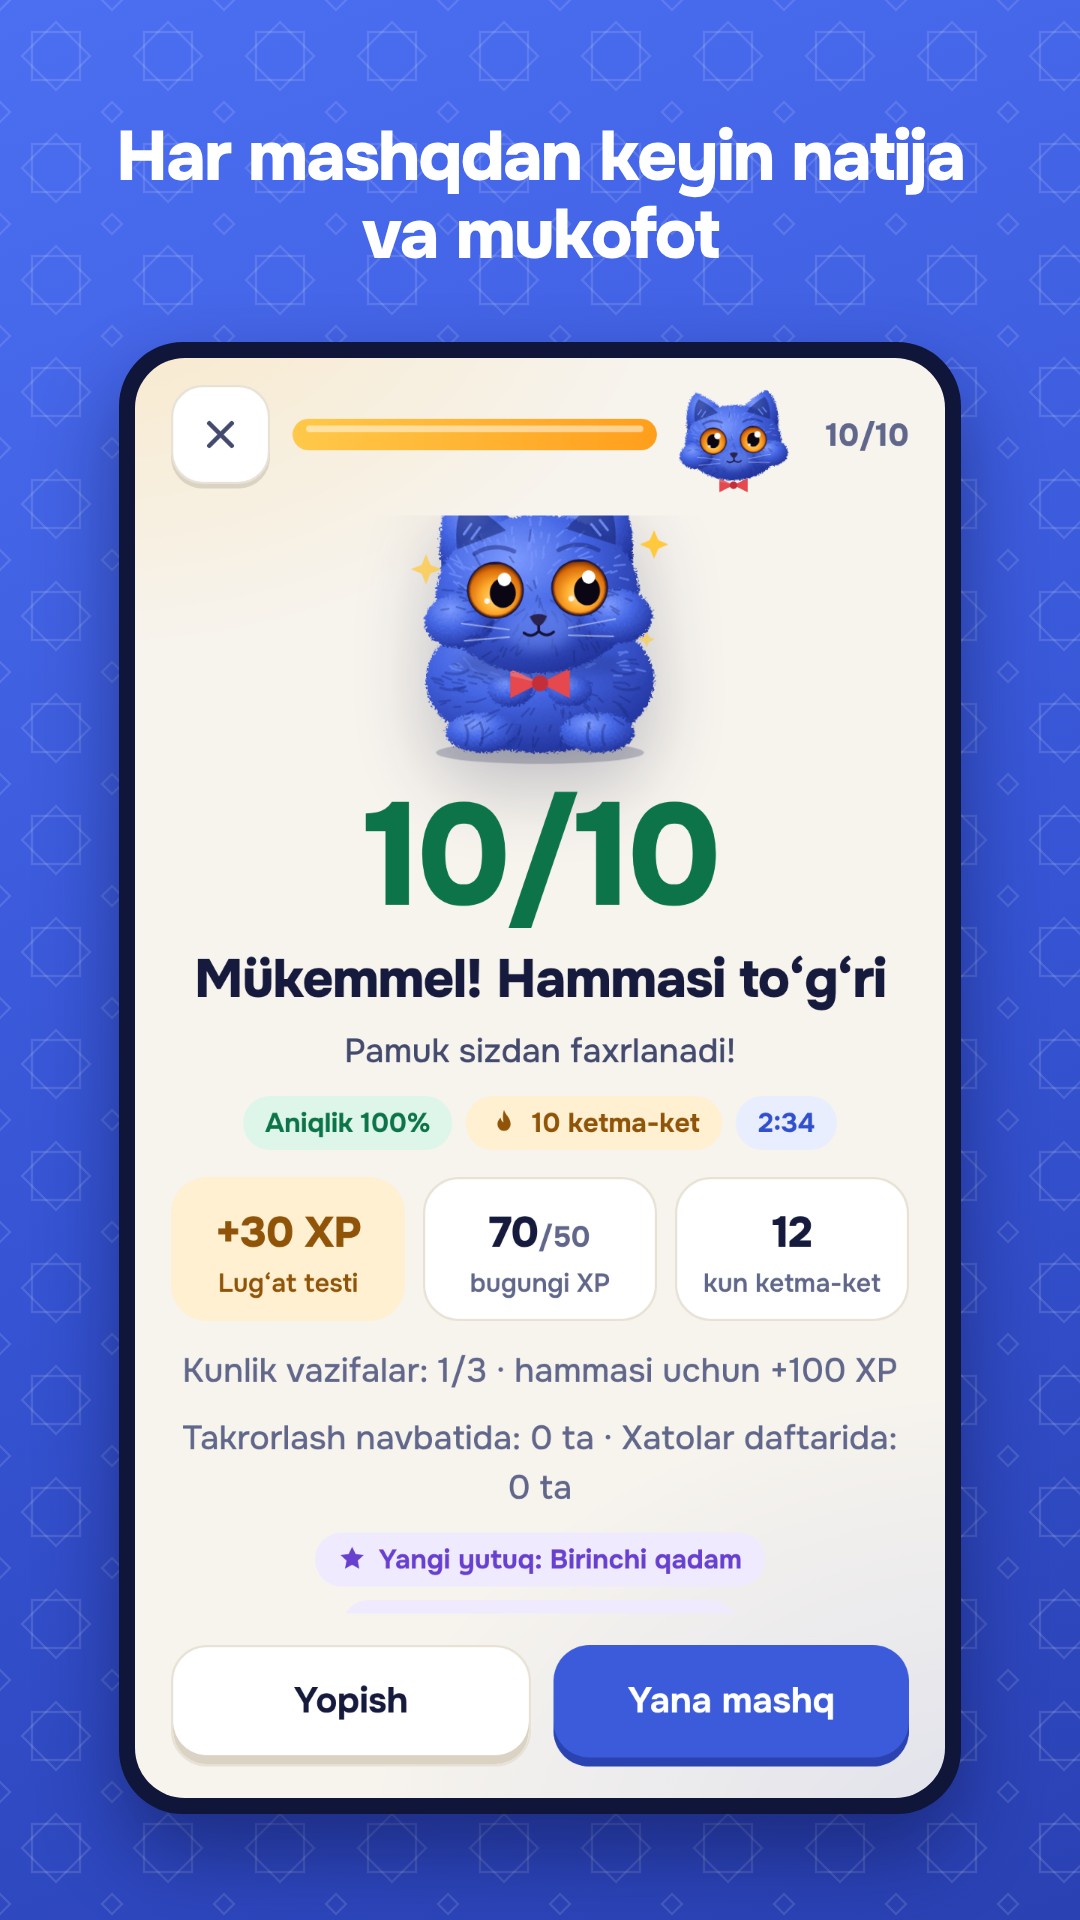 Har mashqdan keyin natija
va mukofot
10/10
10/10
Mükemmel! Hammasi to‘g‘ri
Pamuk sizdan faxrlanadi!
Aniqlik 100%
10 ketma-ket
2:34
+30 XP
Lug‘at testi
70/50
bugungi XP
12
kun ketma-ket
Kunlik vazifalar: 1/3 · hammasi uchun +100 XP
Takrorlash navbatida: 0 ta · Xatolar daftarida:
0 ta
Yangi yutuq: Birinchi qadam
Yopish
Yana mashq